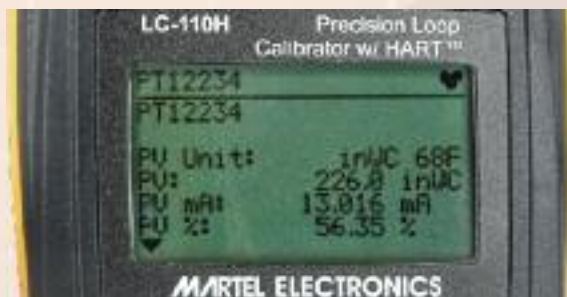 LC-110H Precision Loop
Calibrator w/ HART™
PT12234
PT12234
PV Unit: inWC 68F
PV: 226.0 inWC
PV mA: 13.016 mA
PV %: 56.35 %
MARTEL ELECTRONICS